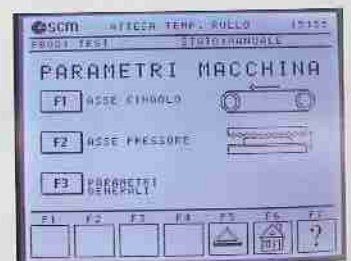 scm ATTESA TEMP. RULLO
PROD: TEST STATO:MANUALE
PARAMETRI MACCHINA
F1 ASSE CINGOLO
F2 ASSE PRESSORE
F3 PARAMETRI GENERALI
F1 F2 F3 F4 F5 F6 F7
?